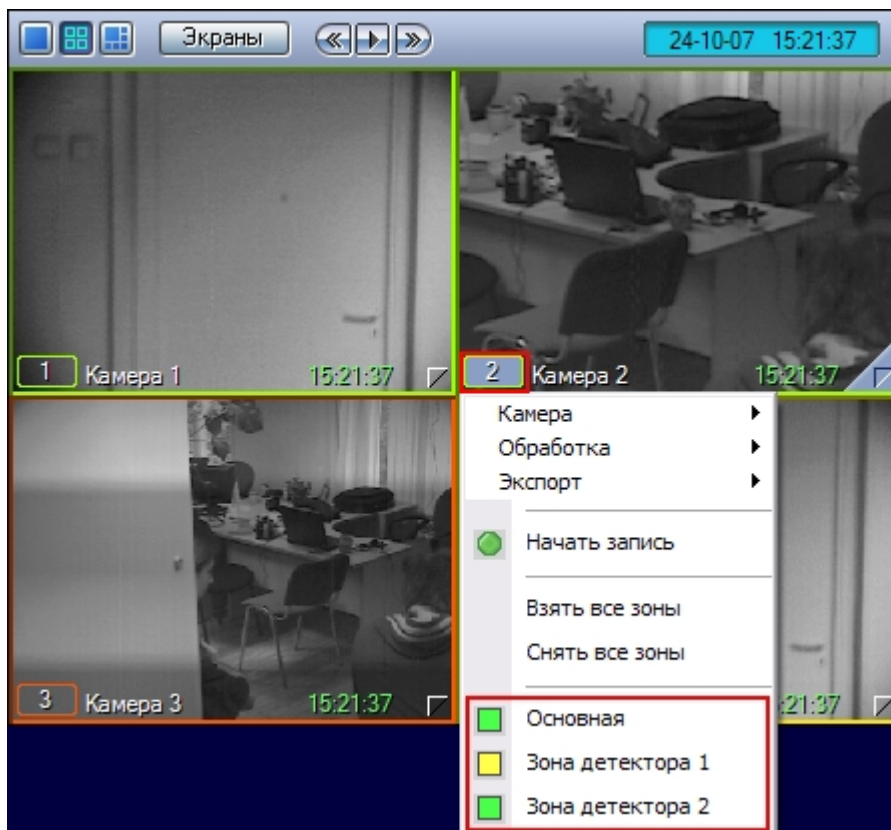 Экраны
24-10-07 15:21:37
1 Камера 1 15:21:37
2 Камера 2 15:21:37
Камера
Обработка
Экспорт
Начать запись
Взять все зоны
Снять все зоны
Основная
Зона детектора 1
Зона детектора 2
3 Камера 3 15:21:37
:21:37